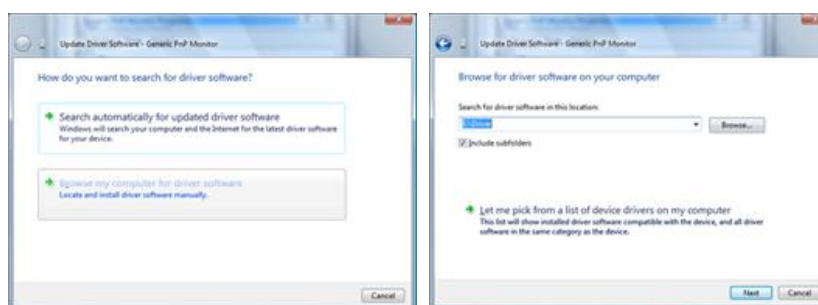 Update Driver Software - Generic PnP Monitor
How do you want to search for driver software?
Search automatically for updated driver software
Windows will search your computer and the Internet for the latest driver software
for your device.
Browse my computer for driver software
Locate and install driver software manually.
Cancel
Update Driver Software - Generic PnP Monitor
Browse for driver software on your computer
Search for driver software in this location:
Browse...
Include subfolders
Let me pick from a list of device drivers on my computer
This list will show installed driver software compatible with the device, and all driver
software in the same category as the device.
Next
Cancel